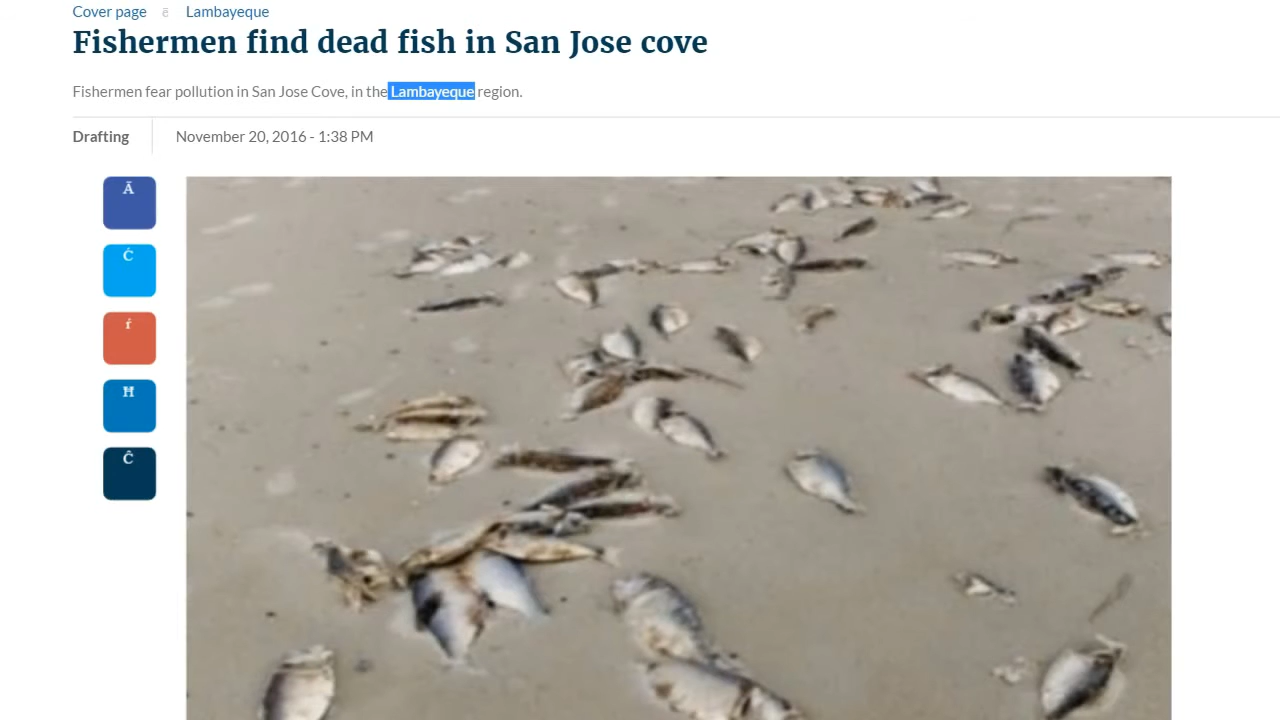 Cover page ē Lambayeque
Fishermen find dead fish in San Jose cove
Fishermen fear pollution in San Jose Cove, in the Lambayeque region.
Drafting November 20, 2016 - 1:38 PM
Ā
Ć
ŕ
Ħ
Ĉ